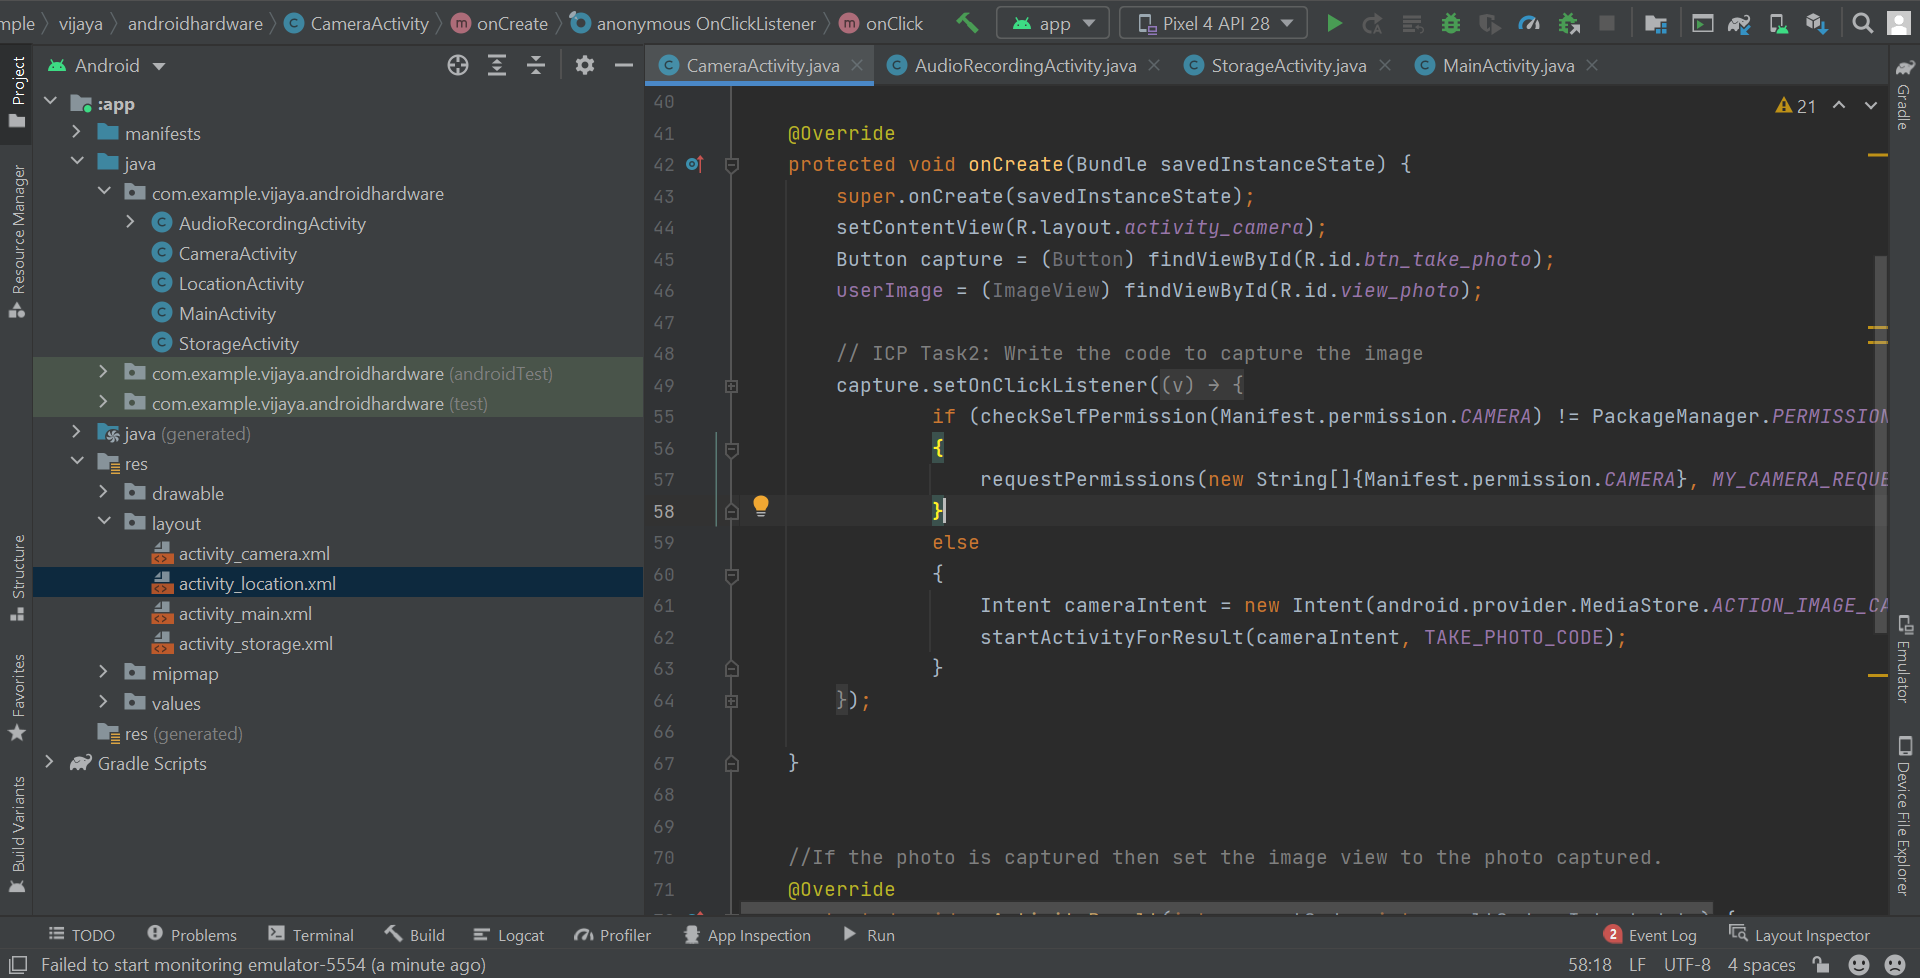 mple vijaya androidhardware CameraActivity onCreate anonymous OnClickListener onClick app Pixel 4 API 28
Project
Resource Manager
Structure
Favorites
Build Variants
Android
:app
manifests
java
com.example.vijaya.androidhardware
AudioRecordingActivity
CameraActivity
LocationActivity
MainActivity
StorageActivity
com.example.vijaya.androidhardware (androidTest)
com.example.vijaya.androidhardware (test)
java (generated)
res
drawable
layout
activity_camera.xml
activity_location.xml
activity_main.xml
activity_storage.xml
mipmap
values
res (generated)
Gradle Scripts
CameraActivity.java AudioRecordingActivity.java StorageActivity.java MainActivity.java
21
40
41 @Override
42 protected void onCreate(Bundle savedInstanceState) {
43 super.onCreate(savedInstanceState);
44 setContentView(R.layout.activity_camera);
45 Button capture = (Button) findViewById(R.id.btn_take_photo);
46 userImage = (ImageView) findViewById(R.id.view_photo);
47
48 // ICP Task2: Write the code to capture the image
49 capture.setOnClickListener((v) → {
55 if (checkSelfPermission(Manifest.permission.CAMERA) != PackageManager.PERMISSION
56 {
57 requestPermissions(new String[]{Manifest.permission.CAMERA}, MY_CAMERA_REQUE
58 }
59 else
60 {
61 Intent cameraIntent = new Intent(android.provider.MediaStore.ACTION_IMAGE_CA
62 startActivityForResult(cameraIntent, TAKE_PHOTO_CODE);
63 }
64 });
66
67 }
68
69
70 //If the photo is captured then set the image view to the photo captured.
71 @Override
Gradle
Emulator
Device File Explorer
TODO Problems Terminal Build Logcat Profiler App Inspection Run 2 Event Log Layout Inspector
Failed to start monitoring emulator-5554 (a minute ago) 58:18 LF UTF-8 4 spaces